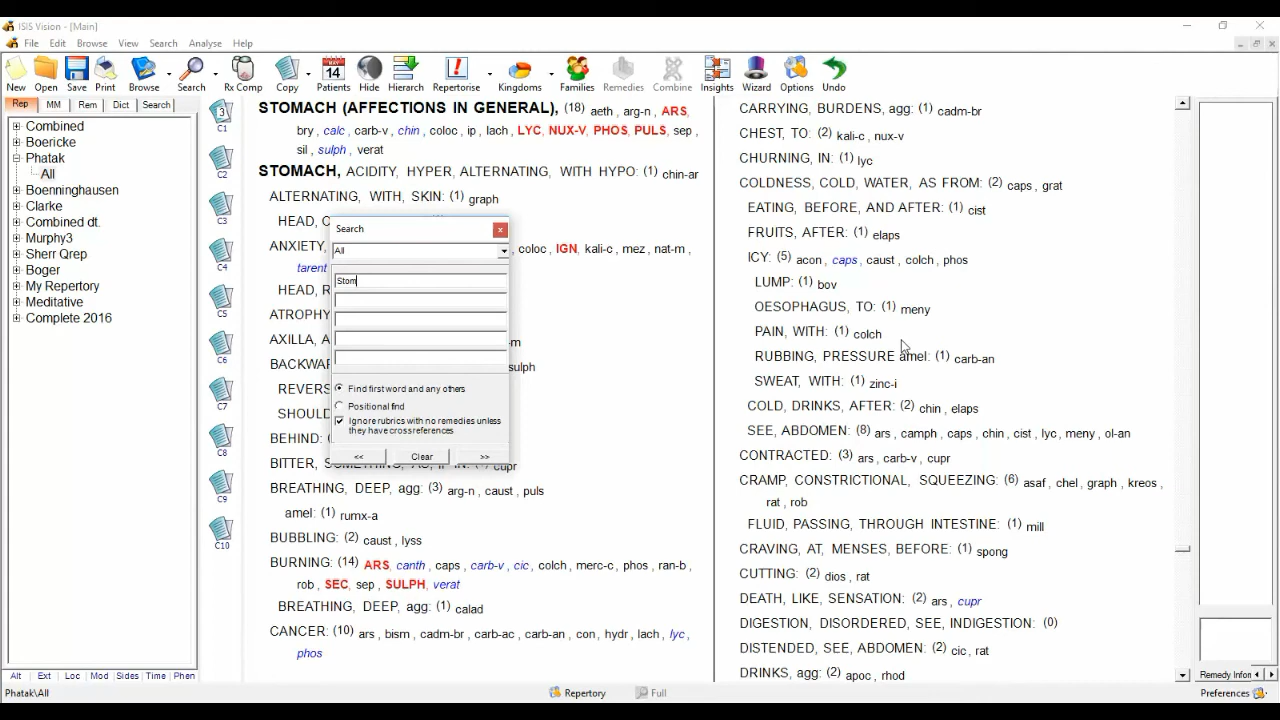 ISIS Vision - [Main]
File Edit Browse View Search Analyse Help
New Open Save Print Browse Search Rx Comp Copy Patients Hide Hierarch Repertorise Kingdoms Families Remedies Combine Insights Wizard Options Undo
Rep MM Rem Dict Search
Combined
Boericke
Phatak
All
Boenninghausen
Clarke
Combined dt.
Murphy3
Sherr Qrep
Boger
My Repertory
Meditative
Complete 2016
Alt Ext Loc Mod Sides Time Phen
C1
C2
C3
C4
C5
C6
C7
C8
C9
C10
STOMACH (AFFECTIONS IN GENERAL), (18) aeth , arg-n , ARS,
bry , calc , carb-v , chin , coloc , ip , lach , LYC, NUX-V, PHOS, PULS , sep ,
sil , sulph , verat
STOMACH, ACIDITY, HYPER, ALTERNATING, WITH HYPO: (1) chin-ar
ALTERNATING, WITH, SKIN: (1) graph
HEAD, O
ANXIETY, coloc , IGN , kali-c , mez , nat-m ,
tarent
HEAD, R
ATROPHY
AXILLA, A -m
BACKWAR sulph
REVERS
SHOULD
BEHIND: (
BITTER, SOMETHING, AS, IF IN: cupr
BREATHING, DEEP, agg: (3) arg-n , caust , puls
amel: (1) rumx-a
BUBBLING: (2) caust , lyss
BURNING: (14) ARS, canth , caps , carb-v , cic , colch , merc-c , phos , ran-b ,
rob , SEC , sep , SULPH, verat
BREATHING, DEEP, agg: (1) calad
CANCER: (10) ars , bism , cadm-br , carb-ac , carb-an , con , hydr , lach , lyc ,
phos
Search
All
Stom
Find first word and any others
Positional find
Ignore rubrics with no remedies unless
they have crossreferences
<< Clear >>
CARRYING, BURDENS, agg: (1) cadm-br
CHEST, TO: (2) kali-c , nux-v
CHURNING, IN: (1) lyc
COLDNESS, COLD, WATER, AS FROM: (2) caps , grat
EATING, BEFORE, AND AFTER: (1) cist
FRUITS, AFTER: (1) elaps
ICY: (5) acon , caps , caust , colch , phos
LUMP: (1) bov
OESOPHAGUS, TO: (1) meny
PAIN, WITH: (1) colch
RUBBING, PRESSURE amel: (1) carb-an
SWEAT, WITH: (1) zinc-i
COLD, DRINKS, AFTER: (2) chin , elaps
SEE, ABDOMEN: (8) ars , camph , caps , chin , cist , lyc , meny , ol-an
CONTRACTED: (3) ars , carb-v , cupr
CRAMP, CONSTRICTIONAL, SQUEEZING: (6) asaf , chel , graph , kreos ,
rat , rob
FLUID, PASSING, THROUGH INTESTINE: (1) mill
CRAVING, AT, MENSES, BEFORE: (1) spong
CUTTING: (2) dios , rat
DEATH, LIKE, SENSATION: (2) ars , cupr
DIGESTION, DISORDERED, SEE, INDIGESTION: (0)
DISTENDED, SEE, ABDOMEN: (2) cic , rat
DRINKS, agg: (2) apoc , rhod
Remedy Infor
Phatak\All Repertory Full Preferences